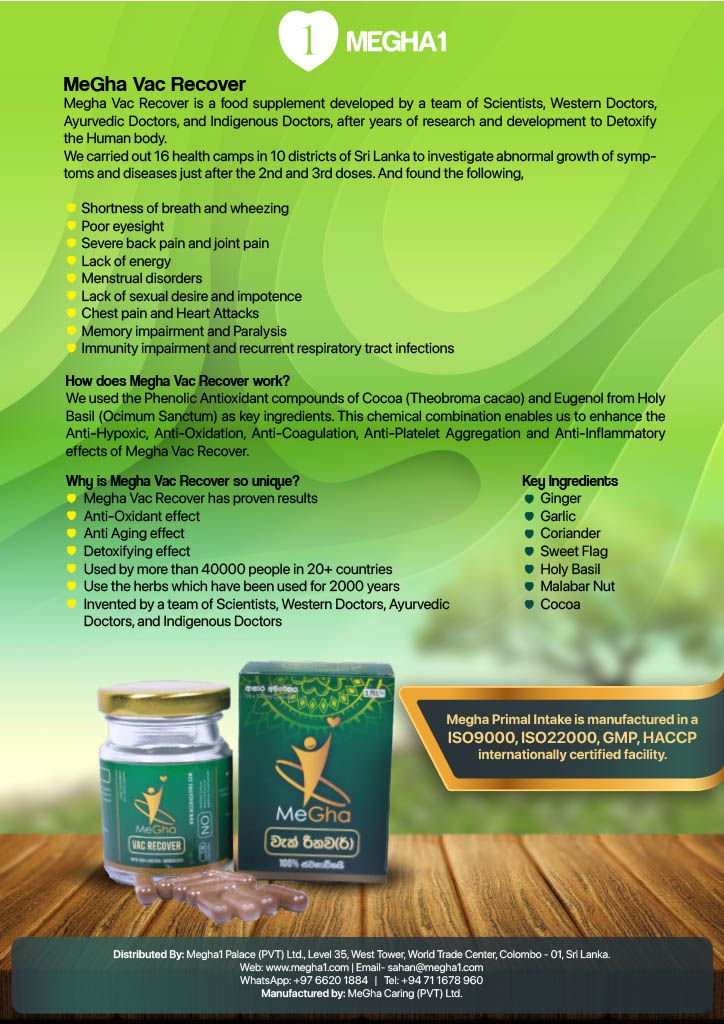 1 MEGHA1
MeGha Vac Recover
Megha Vac Recover is a food supplement developed by a team of Scientists, Western Doctors,
Ayurvedic Doctors, and Indigenous Doctors, after years of research and development to Detoxify
the Human body.
We carried out 16 health camps in 10 districts of Sri Lanka to investigate abnormal growth of symp-
toms and diseases just after the 2nd and 3rd doses. And found the following,
Shortness of breath and wheezing
Poor eyesight
Severe back pain and joint pain
Lack of energy
Menstrual disorders
Lack of sexual desire and impotence
Chest pain and Heart Attacks
Memory impairment and Paralysis
Immunity impairment and recurrent respiratory tract infections
How does Megha Vac Recover work?
We used the Phenolic Antioxidant compounds of Cocoa (Theobroma cacao) and Eugenol from Holy
Basil (Ocimum Sanctum) as key ingredients. This chemical combination enables us to enhance the
Anti-Hypoxic, Anti-Oxidation, Anti-Coagulation, Anti-Platelet Aggregation and Anti-Inflammatory
effects of Megha Vac Recover.
Why is Megha Vac Recover so unique?
Megha Vac Recover has proven results
Anti-Oxidant effect
Anti Aging effect
Detoxifying effect
Used by more than 40000 people in 20+ countries
Use the herbs which have been used for 2000 years
Invented by a team of Scientists, Western Doctors, Ayurvedic
Doctors, and Indigenous Doctors
Key Ingredients
Ginger
Garlic
Coriander
Sweet Flag
Holy Basil
Malabar Nut
Cocoa
MeGha
VAC RECOVER
ආහාර අතිරේකය
MeGha
වැක් රිකව(ර්)
100% ස්වභාවිකයි
Megha Primal Intake is manufactured in a
ISO9000, ISO22000, GMP, HACCP
internationally certified facility.
Distributed By: Megha1 Palace (PVT) Ltd., Level 35, West Tower, World Trade Center, Colombo - 01, Sri Lanka.
Web: www.megha1.com | Email- sahan@megha1.com
WhatsApp: +97 6620 1884 | Tel: +94 71 1678 960
Manufactured by: MeGha Caring (PVT) Ltd.